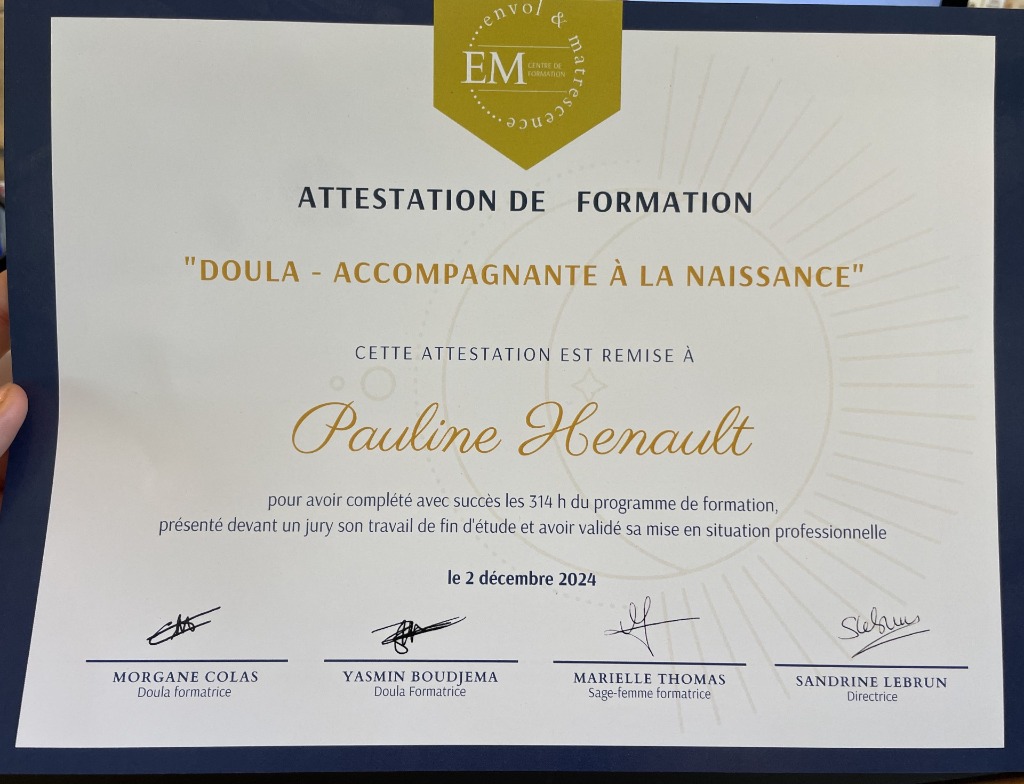 envol & matrescence
EM
CENTRE DE
FORMATION
ATTESTATION DE FORMATION
"DOULA - ACCOMPAGNANTE À LA NAISSANCE"
CETTE ATTESTATION EST REMISE À
Pauline Henault
pour avoir complété avec succès les 314 h du programme de formation,
présenté devant un jury son travail de fin d'étude et avoir validé sa mise en situation professionnelle
le 2 décembre 2024
Slebrun
MORGANE COLAS YASMIN BOUDJEMA MARIELLE THOMAS SANDRINE LEBRUN
Doula formatrice Doula Formatrice Sage-femme formatrice Directrice